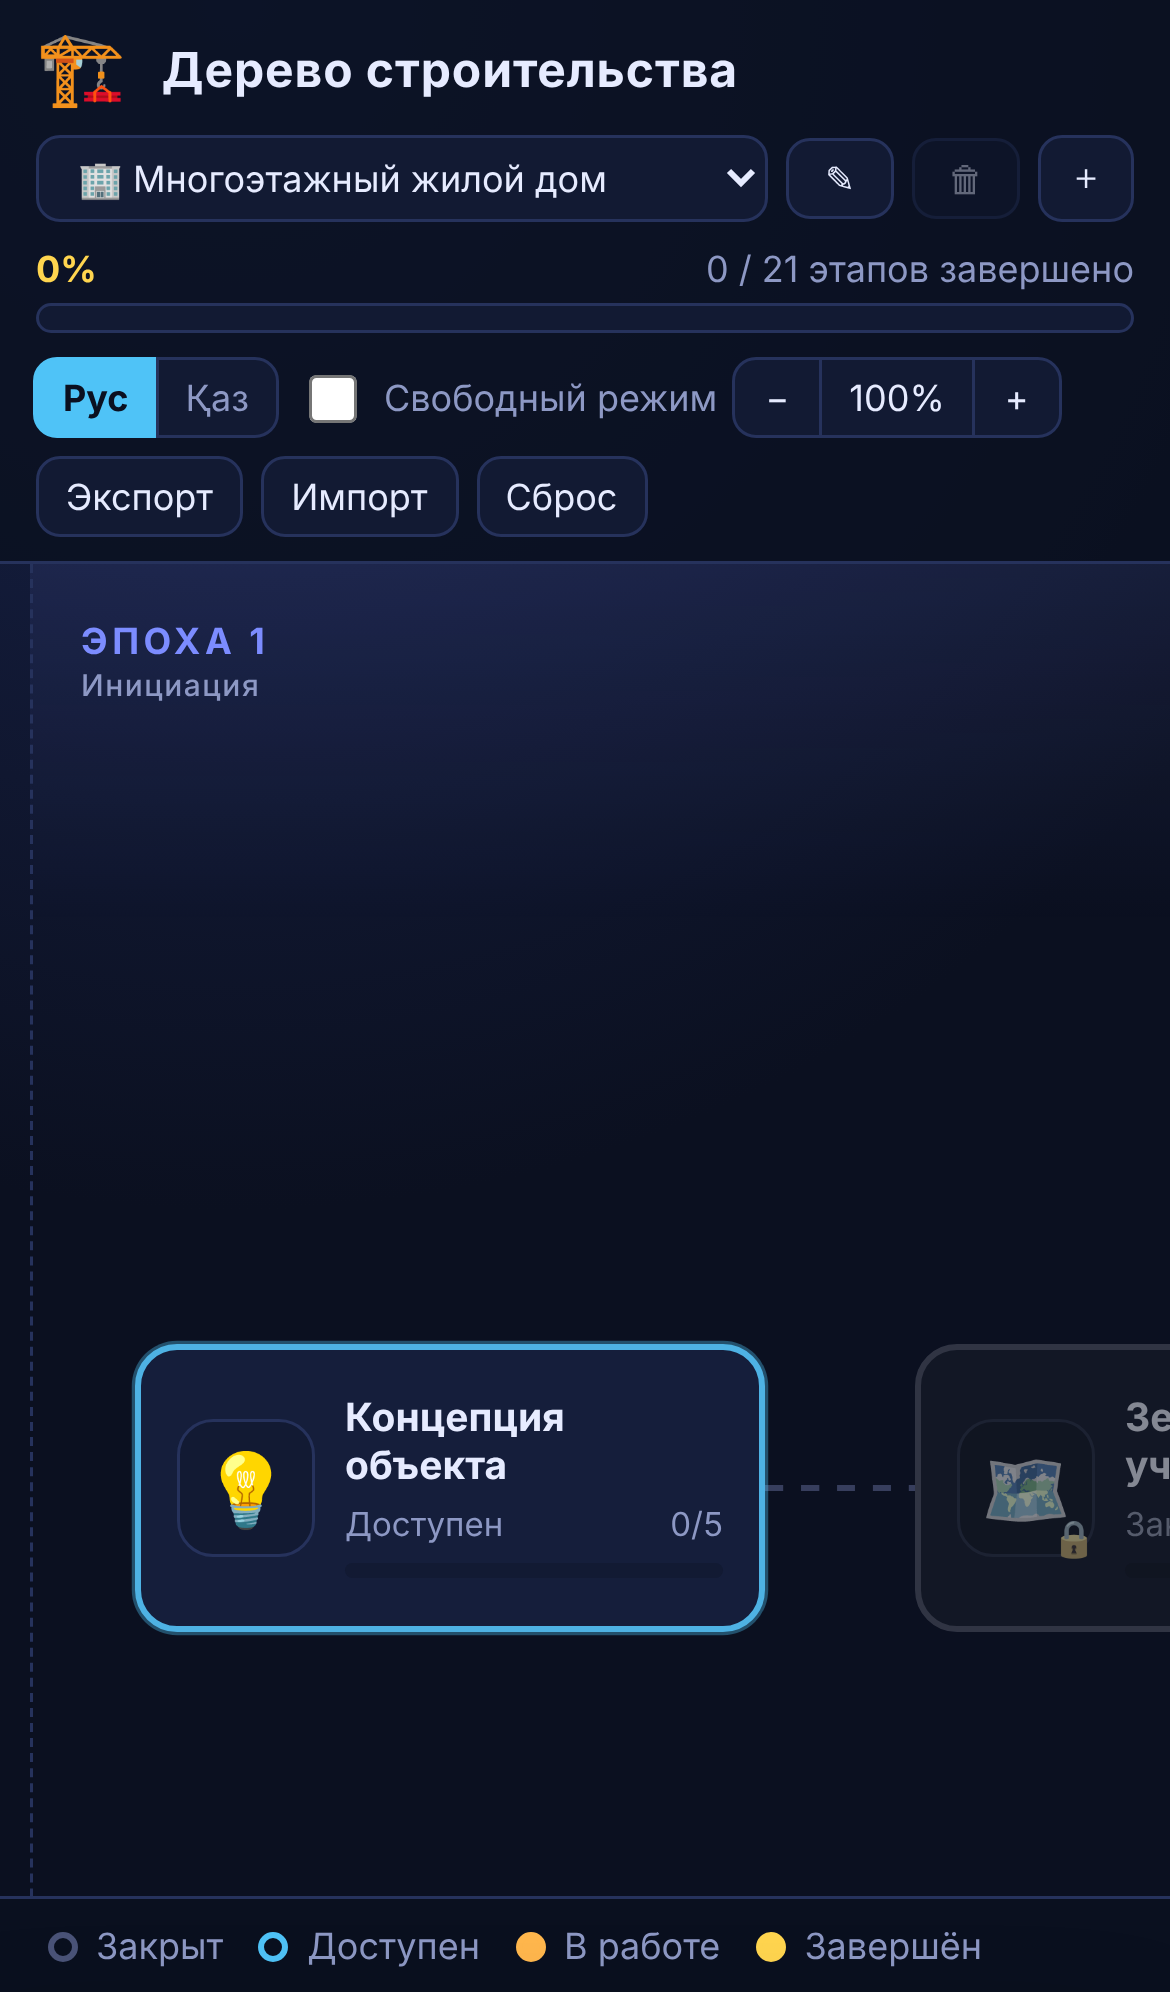 Дерево строительства
Многоэтажный жилой дом
0%
0 / 21 этапов завершено
Рус Қаз Свободный режим − 100% +
Экспорт Импорт Сброс
ЭПОХА 1
Инициация
Концепция
объекта
Доступен 0/5
Закрыт Доступен В работе Завершён